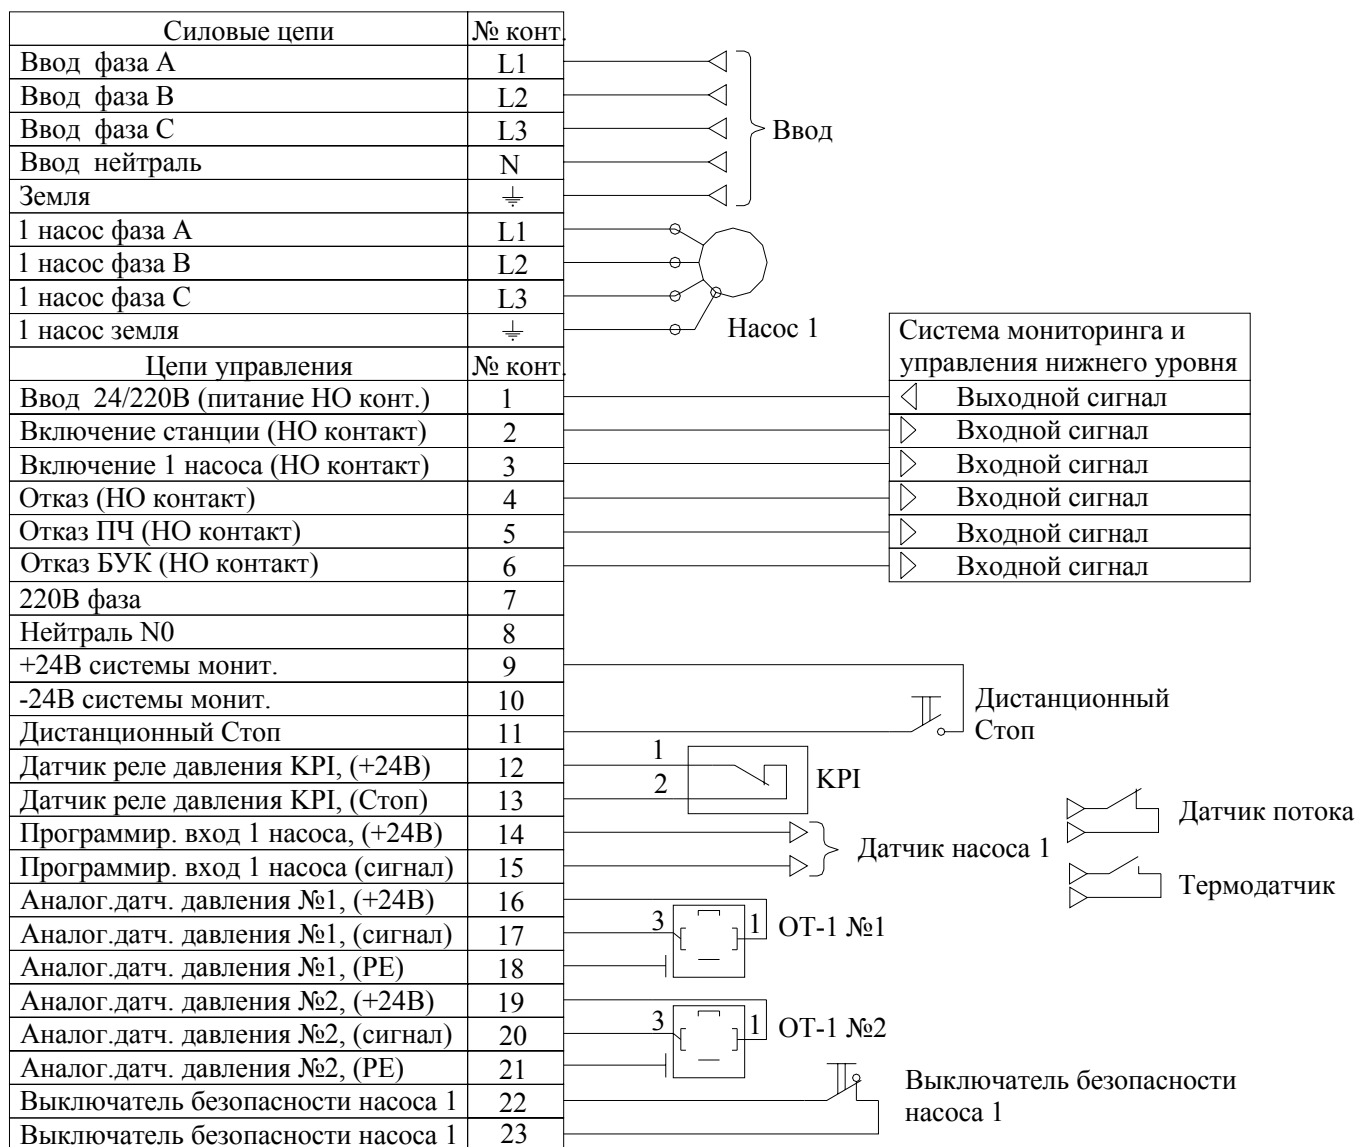 Силовые цепи № конт.
Ввод фаза А L1
Ввод фаза В L2
Ввод фаза С L3
Ввод
Ввод нейтраль N
Земля
1 насос фаза А L1
1 насос фаза В L2
1 насос фаза С L3
1 насос земля
Насос 1
Система мониторинга и
управления нижнего уровня
Цепи управления № конт.
Ввод 24/220В (питание НО конт.) 1 Выходной сигнал
Включение станции (НО контакт) 2 Входной сигнал
Включение 1 насоса (НО контакт) 3 Входной сигнал
Отказ (НО контакт) 4 Входной сигнал
Отказ ПЧ (НО контакт) 5 Входной сигнал
Отказ БУК (НО контакт) 6 Входной сигнал
220В фаза 7
Нейтраль N0 8
+24В системы монит. 9
-24В системы монит. 10
Дистанционный
Стоп
Дистанционный Стоп 11
Датчик реле давления KPI, (+24В) 12 1
Датчик реле давления KPI, (Стоп) 13 2
KPI
Программир. вход 1 насоса, (+24В) 14
Программир. вход 1 насоса (сигнал) 15
Датчик насоса 1
Датчик потока
Термодатчик
Аналог.датч. давления №1, (+24В) 16
Аналог.датч. давления №1, (сигнал) 17 3 1 ОТ-1 №1
Аналог.датч. давления №1, (РЕ) 18
Аналог.датч. давления №2, (+24В) 19
Аналог.датч. давления №2, (сигнал) 20 3 1 ОТ-1 №2
Аналог.датч. давления №2, (РЕ) 21
Выключатель безопасности насоса 1 22
Выключатель безопасности насоса 1 23
Выключатель безопасности
насоса 1